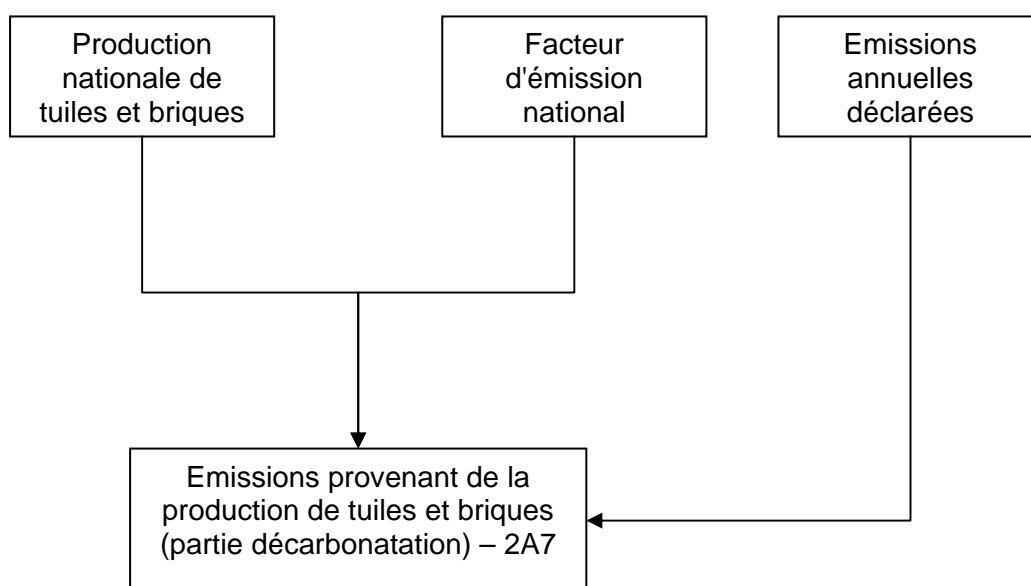 Production
nationale de
tuiles et briques
Facteur
d'émission
national
Emissions
annuelles
déclarées
Emissions provenant de la
production de tuiles et briques
(partie décarbonatation) – 2A7